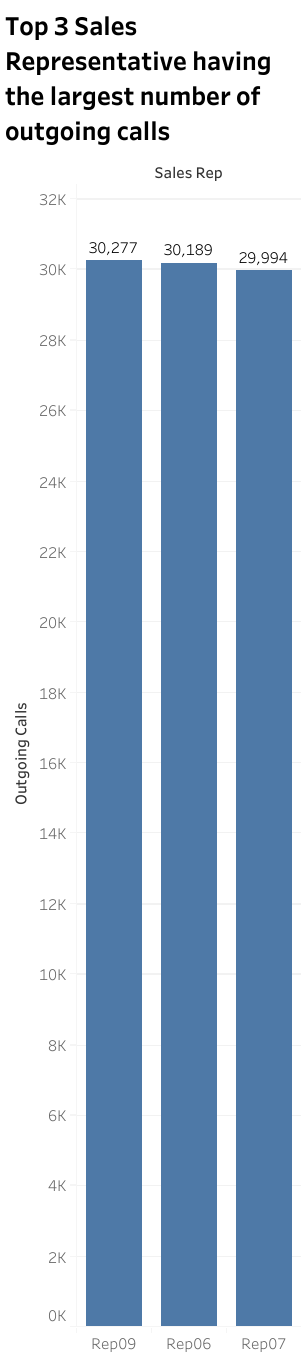 Top 3 Sales
Representative having
the largest number of
outgoing calls
Sales Rep
32K
30,277 30,189 29,994
30K
28K
26K
24K
22K
20K
18K
Outgoing Calls
16K
14K
12K
10K
8K
6K
4K
2K
0K
Rep09 Rep06 Rep07